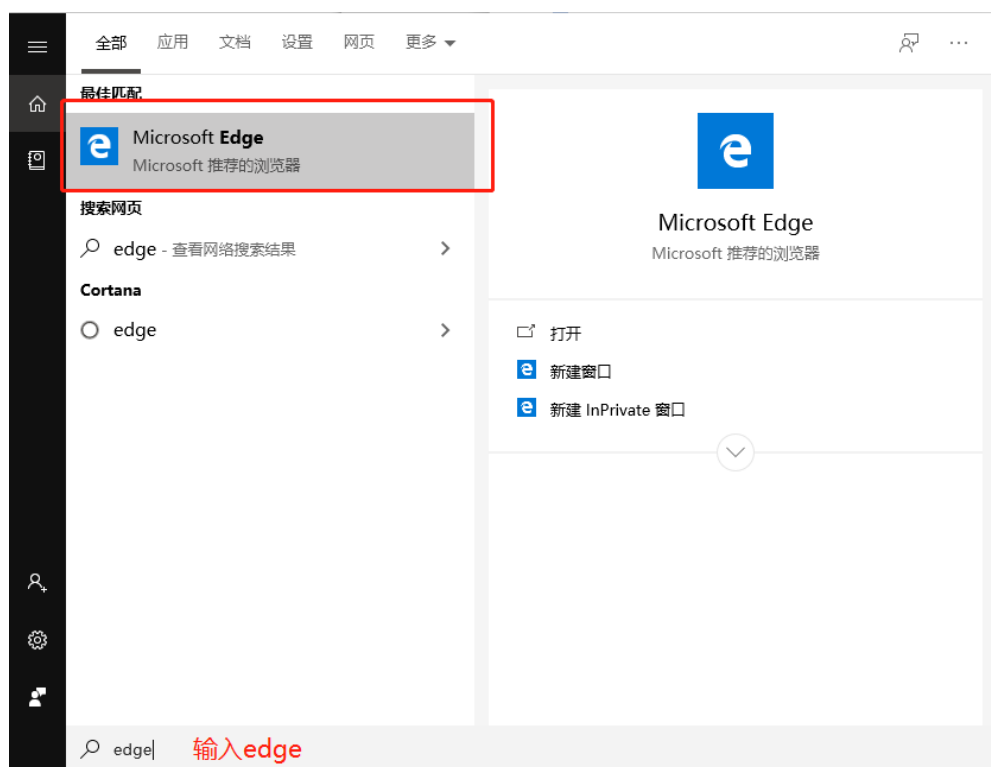 全部 应用 文档 设置 网页 更多
最佳匹配
Microsoft Edge
Microsoft 推荐的浏览器
搜索网页
edge - 查看网络搜索结果
Cortana
edge
Microsoft Edge
Microsoft 推荐的浏览器
打开
新建窗口
新建 InPrivate 窗口
edge 输入edge